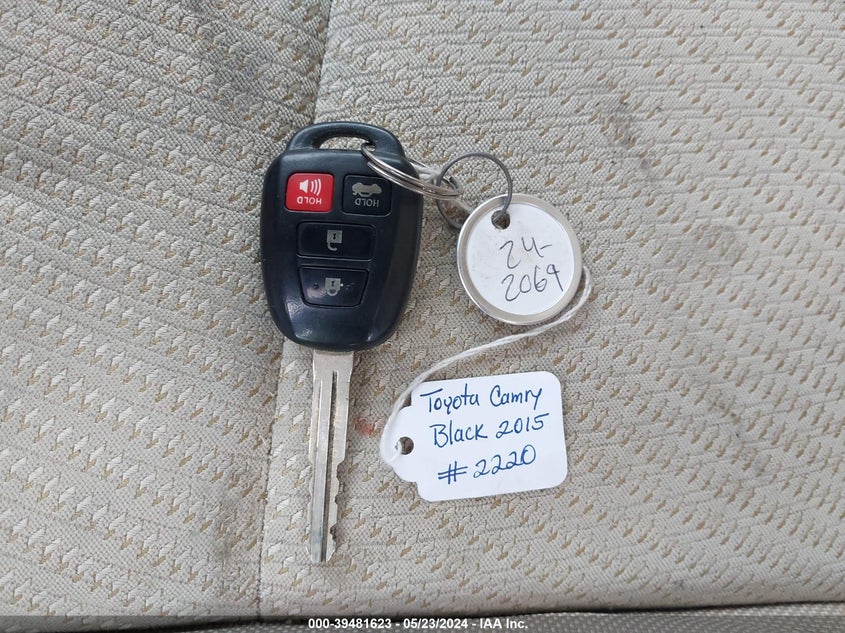 HOLD
HOLD
24-
2064
Toyota Camry
Black 2015
#2220
000-39481623 - 05/23/2024 - IAA Inc.